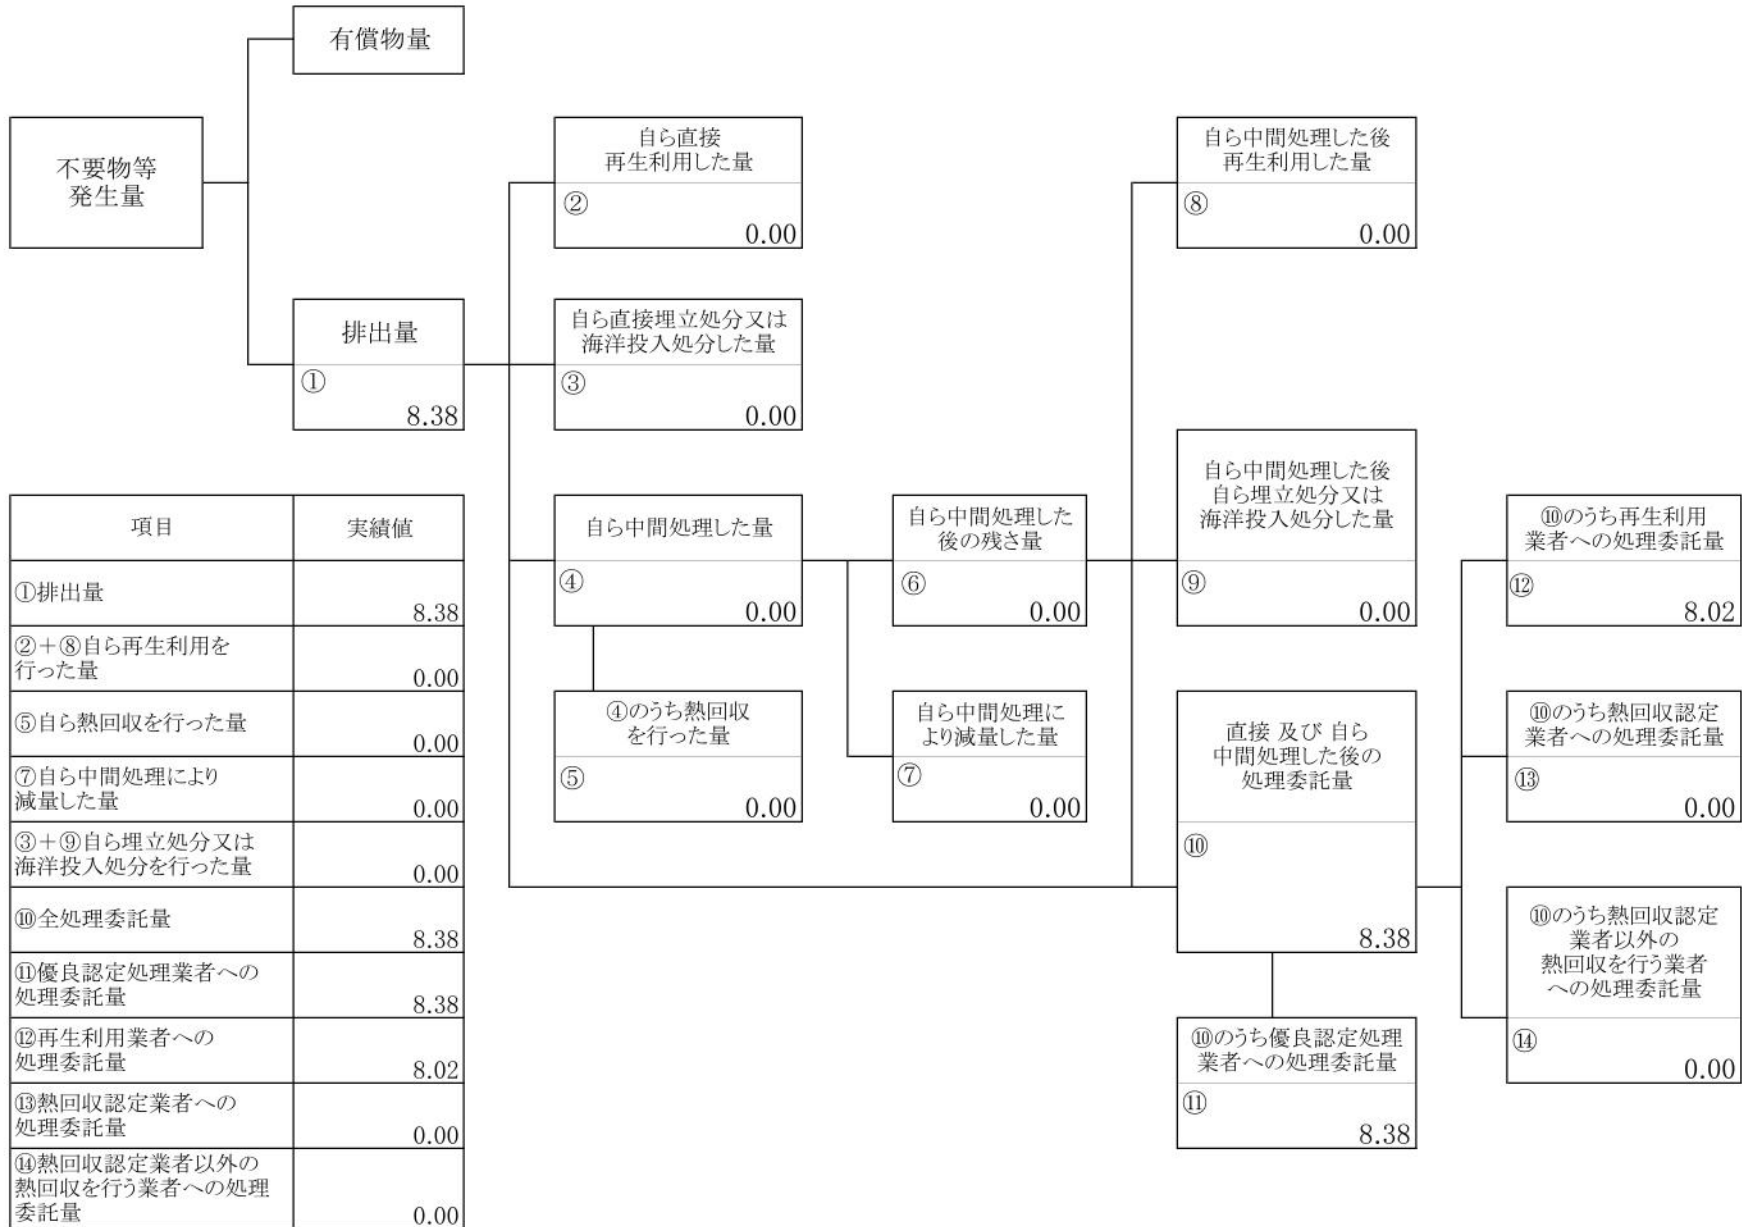 有償物量
不要物等
発生量
排出量
①
8.38
自ら直接
再生利用した量
②
0.00
自ら直接埋立処分又は
海洋投入処分した量
③
0.00
自ら中間処理した量
④
0.00
④のうち熱回収
を行った量
⑤
0.00
自ら中間処理した
後の残さ量
⑥
0.00
自ら中間処理に
より減量した量
⑦
0.00
自ら中間処理した後
再生利用した量
⑧
0.00
自ら中間処理した後
自ら埋立処分又は
海洋投入処分した量
⑨
0.00
直接 及び 自ら
中間処理した後の
処理委託量
⑩
8.38
⑩のうち優良認定処理
業者への処理委託量
⑪
8.38
⑩のうち再生利用
業者への処理委託量
⑫
8.02
⑩のうち熱回収認定
業者への処理委託量
⑬
0.00
⑩のうち熱回収認定
業者以外の
熱回収を行う業者
への処理委託量
⑭
0.00
項目 実績値
①排出量
8.38
②＋⑧自ら再生利用を
行った量
0.00
⑤自ら熱回収を行った量
0.00
⑦自ら中間処理により
減量した量
0.00
③＋⑨自ら埋立処分又は
海洋投入処分を行った量
0.00
⑩全処理委託量
8.38
⑪優良認定処理業者への
処理委託量
8.38
⑫再生利用業者への
処理委託量
8.02
⑬熱回収認定業者への
処理委託量
0.00
⑭熱回収認定業者以外の
熱回収を行う業者への処理
委託量
0.00